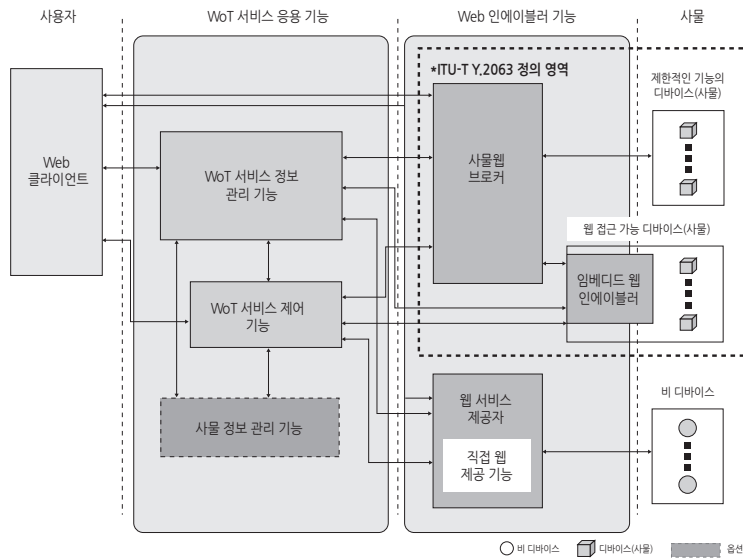 사용자
WoT 서비스 응용 기능
Web 인에이블러 기능
사물
*ITU-T Y.2063 정의 영역
제한적인 기능의
디바이스(사물)
Web
클라이언트
WoT 서비스 정보
관리 기능
사물웹
브로커
웹 접근 가능 디바이스(사물)
임베디드 웹
인에이블러
WoT 서비스 제어
기능
사물 정보 관리 기능
웹 서비스
제공자
직접 웹
제공 기능
비 디바이스
비 디바이스
디바이스(사물)
옵션